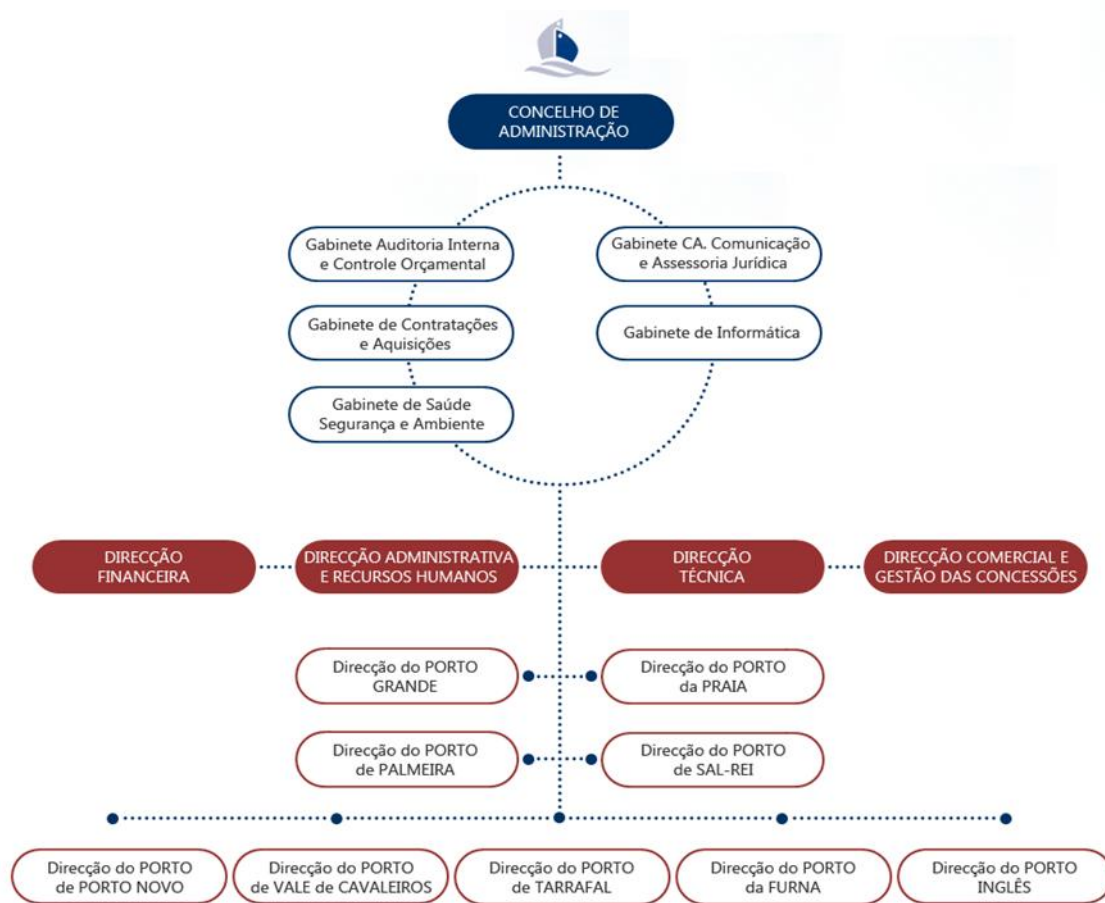 CONCELHO DE
ADMINISTRAÇÃO
Gabinete Auditoria Interna
e Controle Orçamental
Gabinete CA. Comunicação
e Assessoria Jurídica
Gabinete de Contratações
e Aquisições
Gabinete de Informática
Gabinete de Saúde
Segurança e Ambiente
DIRECÇÃO
FINANCEIRA
DIRECÇÃO ADMINISTRATIVA
E RECURSOS HUMANOS
DIRECÇÃO
TÉCNICA
DIRECÇÃO COMERCIAL E
GESTÃO DAS CONCESSÕES
Direcção do PORTO
GRANDE
Direcção do PORTO
da PRAIA
Direcção do PORTO
de PALMEIRA
Direcção do PORTO
de SAL-REI
Direcção do PORTO
de PORTO NOVO
Direcção do PORTO
de VALE de CAVALEIROS
Direcção do PORTO
de TARRAFAL
Direcção do PORTO
da FURNA
Direcção do PORTO
INGLÊS